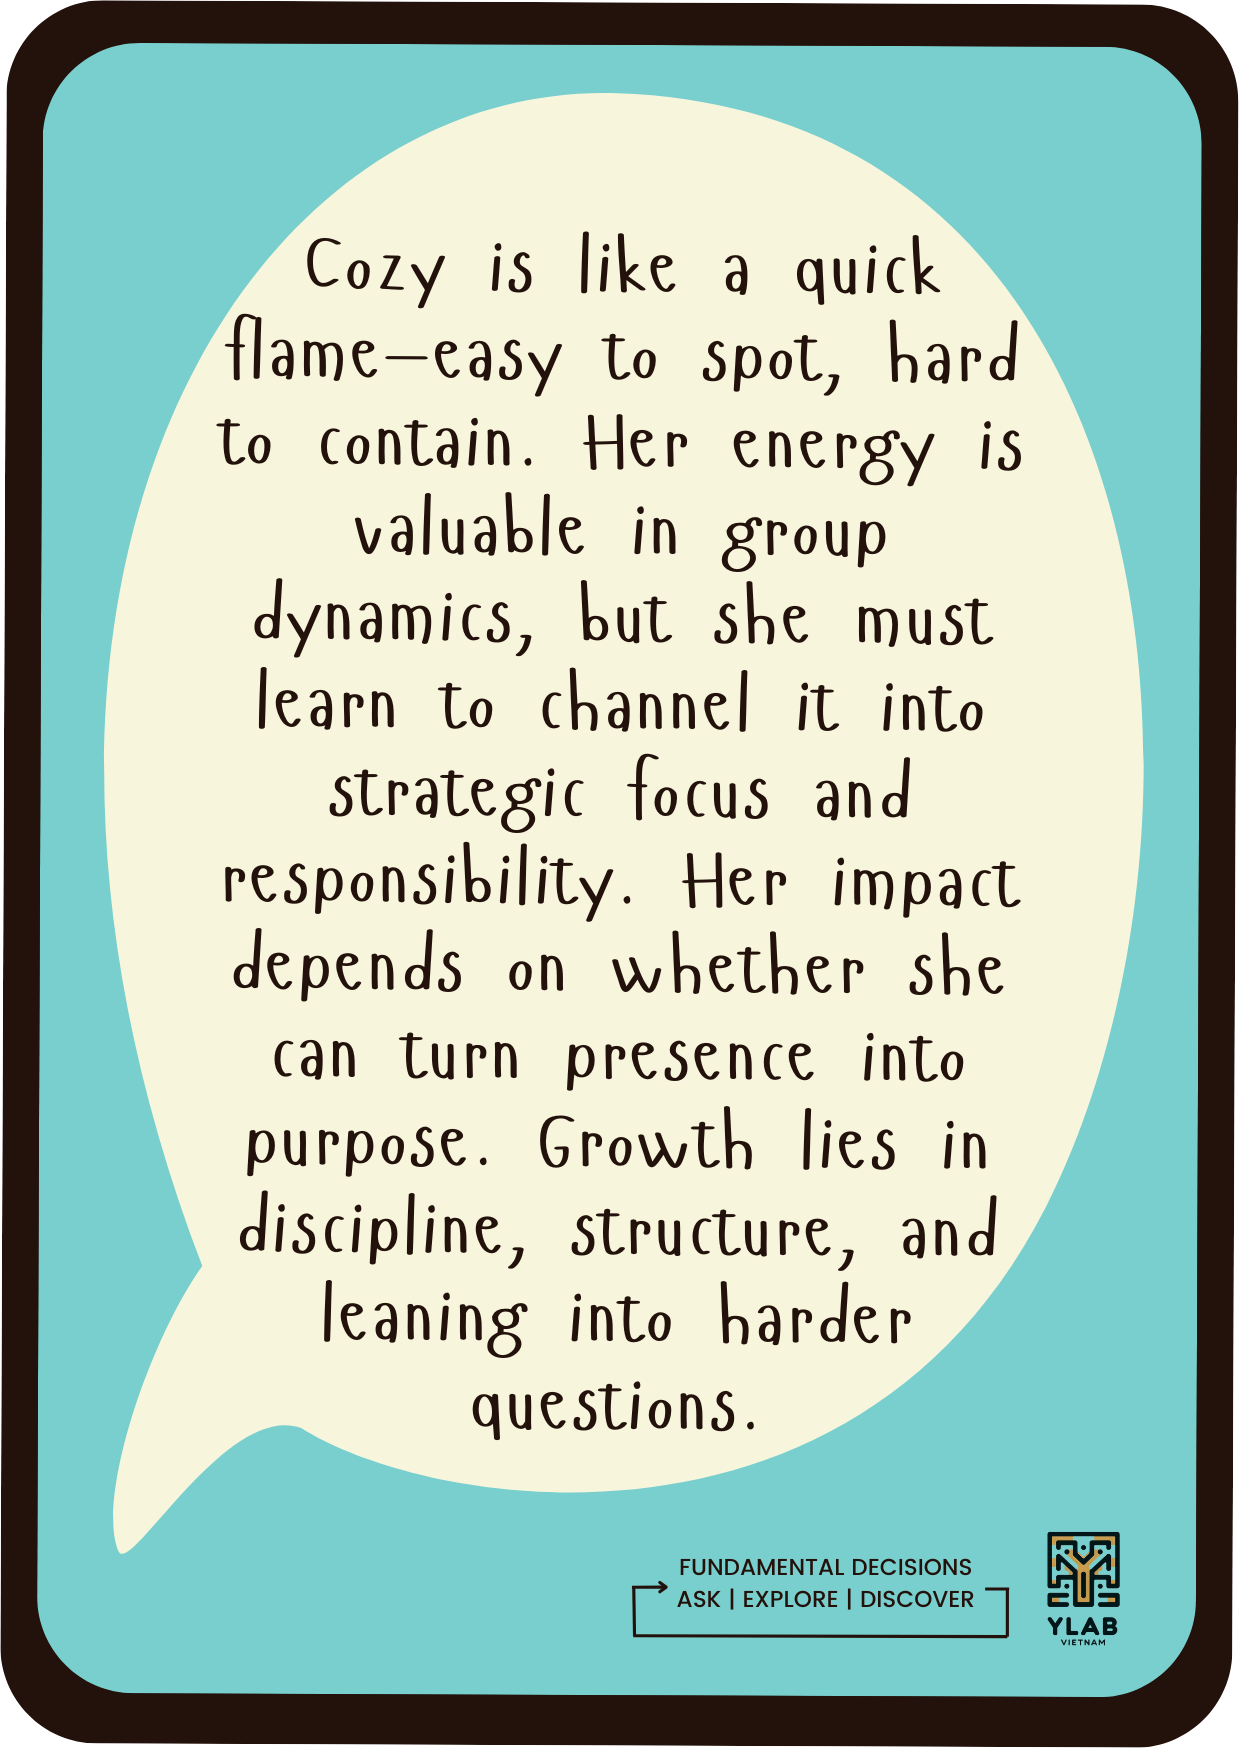 Cozy is like a quick
flame—easy to spot, hard
to contain. Her energy is
valuable in group
dynamics, but she must
learn to channel it into
strategic focus and
responsibility. Her impact
depends on whether she
can turn presence into
purpose. Growth lies in
discipline, structure, and
leaning into harder
questions.
FUNDAMENTAL DECISIONS
ASK | EXPLORE | DISCOVER
YLAB
VIETNAM